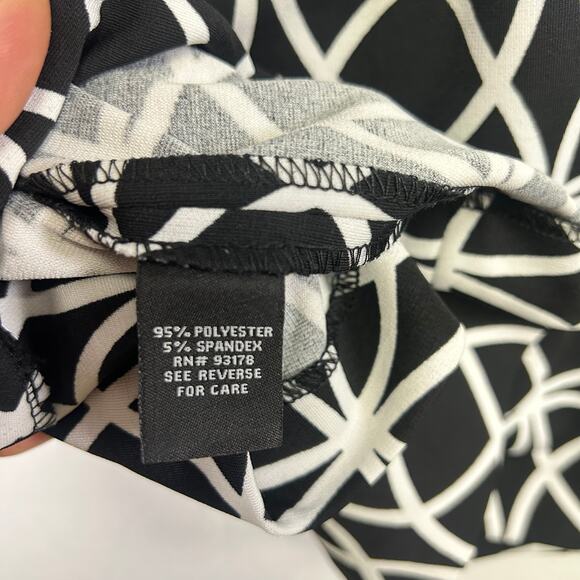 95% POLYESTER
5% SPANDEX
RN# 93178
SEE REVERSE
FOR CARE